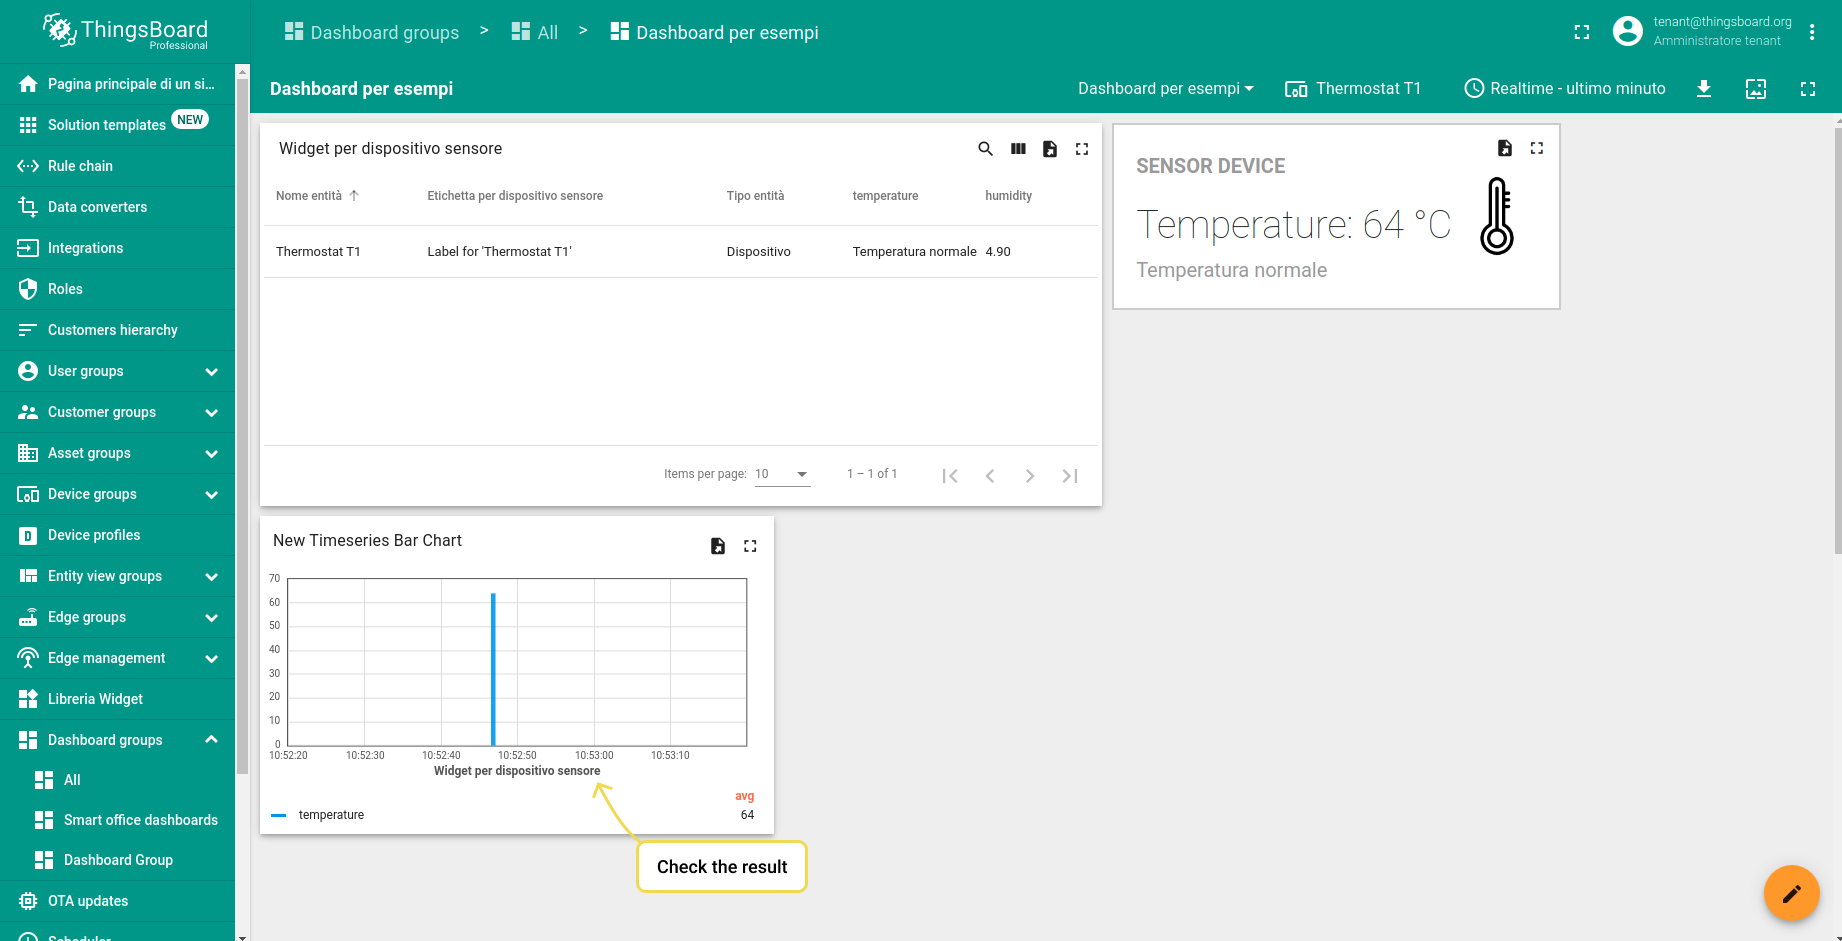 ThingsBoard
Professional
Dashboard groups > All > Dashboard per esempi
tenant@thingsboard.org
Amministratore tenant
Dashboard per esempi
Dashboard per esempi
Thermostat T1
Realtime - ultimo minuto
Pagina principale di un si...
Solution templates NEW
Rule chain
Data converters
Integrations
Roles
Customers hierarchy
User groups
Customer groups
Asset groups
Device groups
Device profiles
Entity view groups
Edge groups
Edge management
Libreria Widget
Dashboard groups
All
Smart office dashboards
Dashboard Group
OTA updates
Scheduler
Widget per dispositivo sensore
Nome entità Etichetta per dispositivo sensore Tipo entità temperature humidity
Thermostat T1 Label for 'Thermostat T1' Dispositivo Temperatura normale 4.90
Items per page: 10 1 – 1 of 1
SENSOR DEVICE
Temperature: 64 °C
Temperatura normale
New Timeseries Bar Chart
70
60
50
40
30
20
10
0
10:52:20 10:52:30 10:52:40 10:52:50 10:53:00 10:53:10
Widget per dispositivo sensore
avg
temperature 64
Check the result